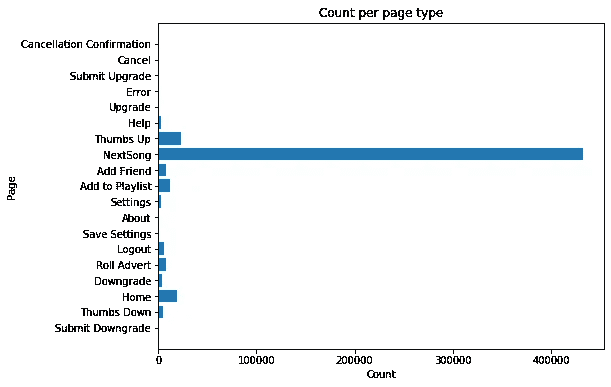 Count per page type
Cancellation Confirmation
Cancel
Submit Upgrade
Error
Upgrade
Help
Thumbs Up
NextSong
Add Friend
Add to Playlist
Settings
About
Save Settings
Logout
Roll Advert
Downgrade
Home
Thumbs Down
Submit Downgrade
Page
0 100000 200000 300000 400000
Count